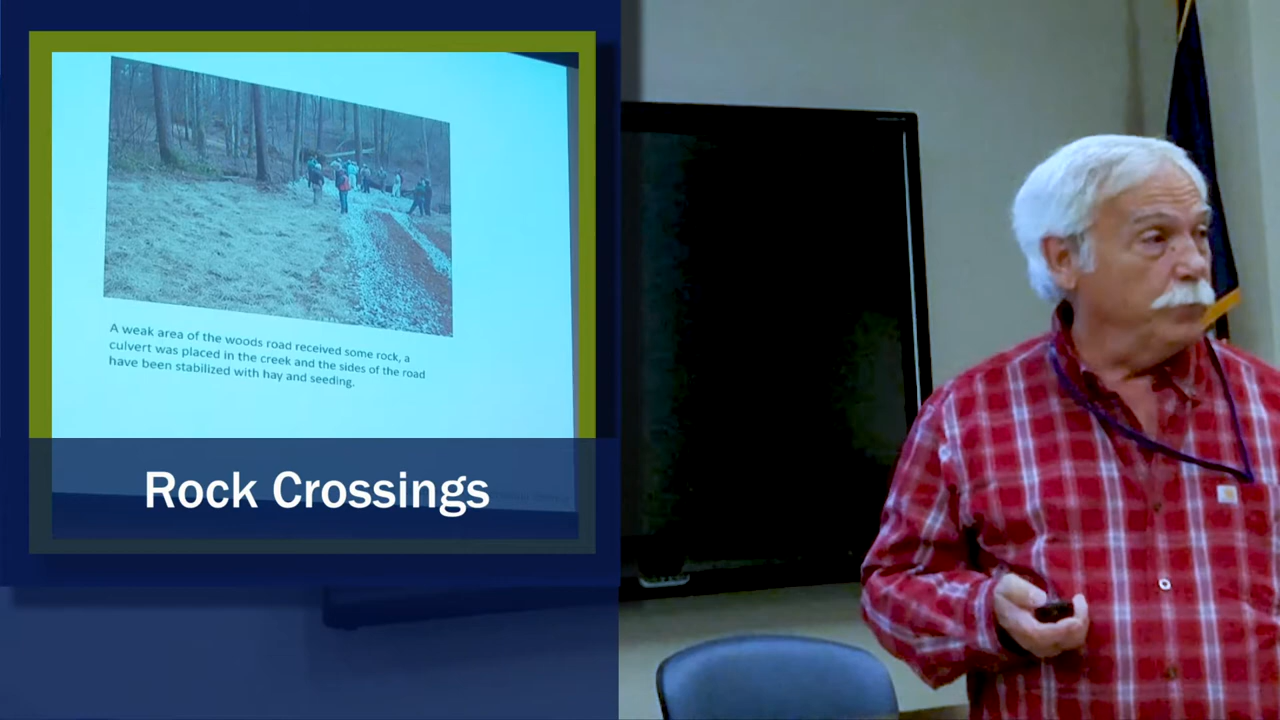 A weak area of the woods road received some rock, a
culvert was placed in the creek and the sides of the road
have been stabilized with hay and seeding.
Rock Crossings